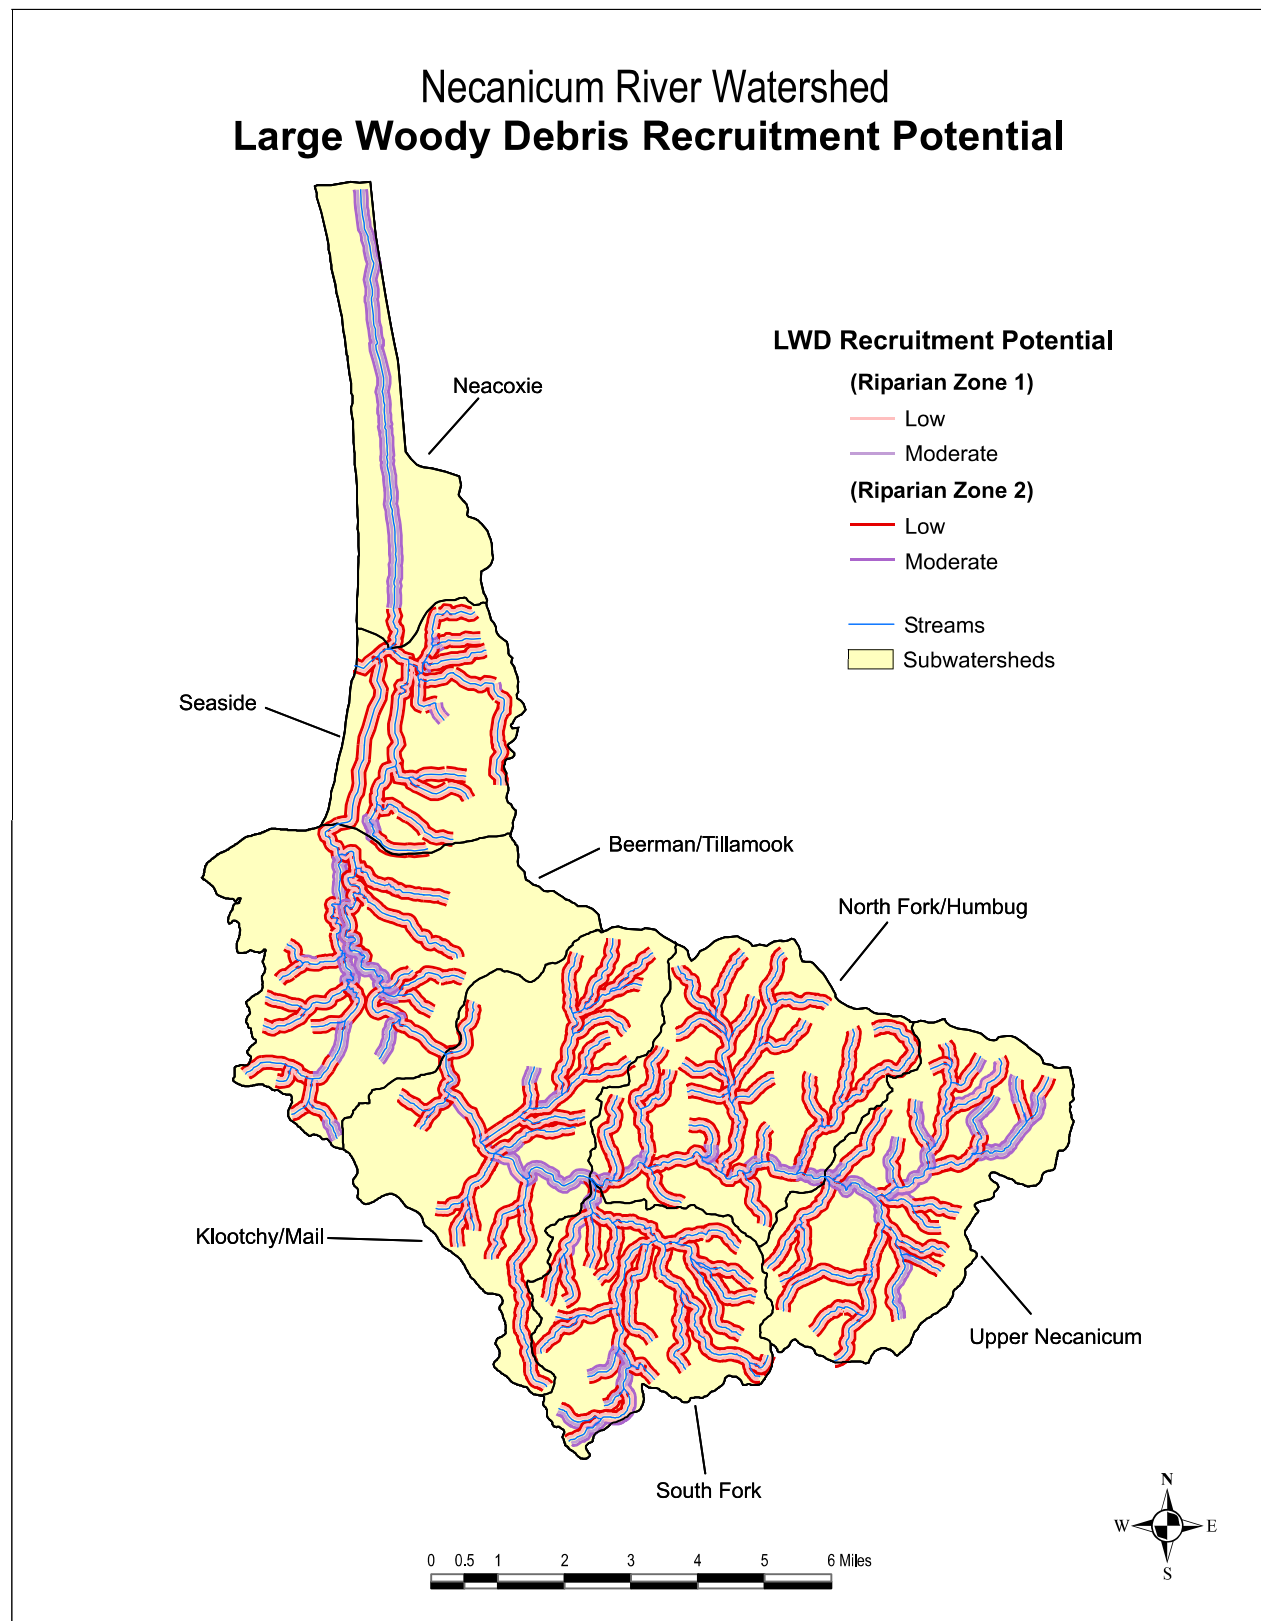 Necanicum River Watershed
Large Woody Debris Recruitment Potential
LWD Recruitment Potential
(Riparian Zone 1)
Low
Moderate
(Riparian Zone 2)
Low
Moderate
Streams
Subwatersheds
Neacoxie
Seaside
Beerman/Tillamook
North Fork/Humbug
Klootchy/Mail
Upper Necanicum
South Fork
N
W E
S
0 0.5 1 2 3 4 5 6 Miles